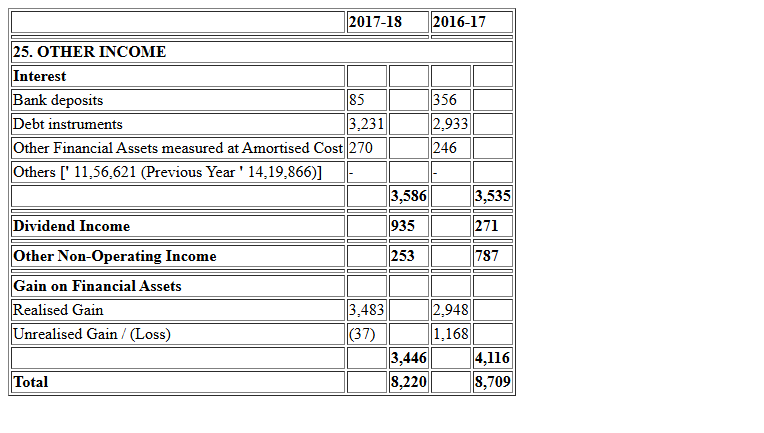 2017-18 2016-17
25. OTHER INCOME
Interest
Bank deposits 85 356
Debt instruments 3,231 2,933
Other Financial Assets measured at Amortised Cost 270 246
Others [' 11,56,621 (Previous Year ' 14,19,866)] - -
3,586 3,535
Dividend Income 935 271
Other Non-Operating Income 253 787
Gain on Financial Assets
Realised Gain 3,483 2,948
Unrealised Gain / (Loss) (37) 1,168
3,446 4,116
Total 8,220 8,709